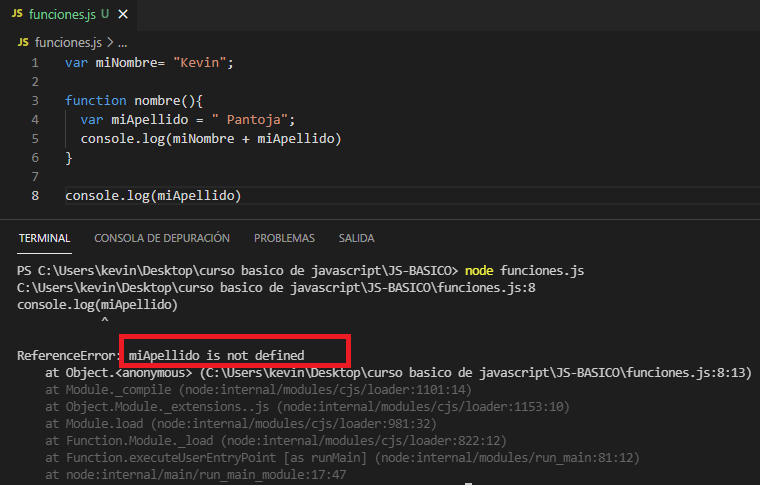 JS funciones.js U ×
JS funciones.js > ...
1 var miNombre= "Kevin";
2
3 function nombre(){
4 var miApellido = " Pantoja";
5 console.log(miNombre + miApellido)
6 }
7
8 console.log(miApellido)
TERMINAL CONSOLA DE DEPURACIÓN PROBLEMAS SALIDA
PS C:\Users\kevin\Desktop\curso basico de javascript\JS-BASICO> node funciones.js
C:\Users\kevin\Desktop\curso basico de javascript\JS-BASICO\funciones.js:8
console.log(miApellido)
^
ReferenceError: miApellido is not defined
at Object.<anonymous> (C:\Users\kevin\Desktop\curso basico de javascript\JS-BASICO\funciones.js:8:13)
at Module._compile (node:internal/modules/cjs/loader:1101:14)
at Object.Module._extensions..js (node:internal/modules/cjs/loader:1153:10)
at Module.load (node:internal/modules/cjs/loader:981:32)
at Function.Module._load (node:internal/modules/cjs/loader:822:12)
at Function.executeUserEntryPoint [as runMain] (node:internal/modules/run_main:81:12)
at node:internal/main/run_main_module:17:47